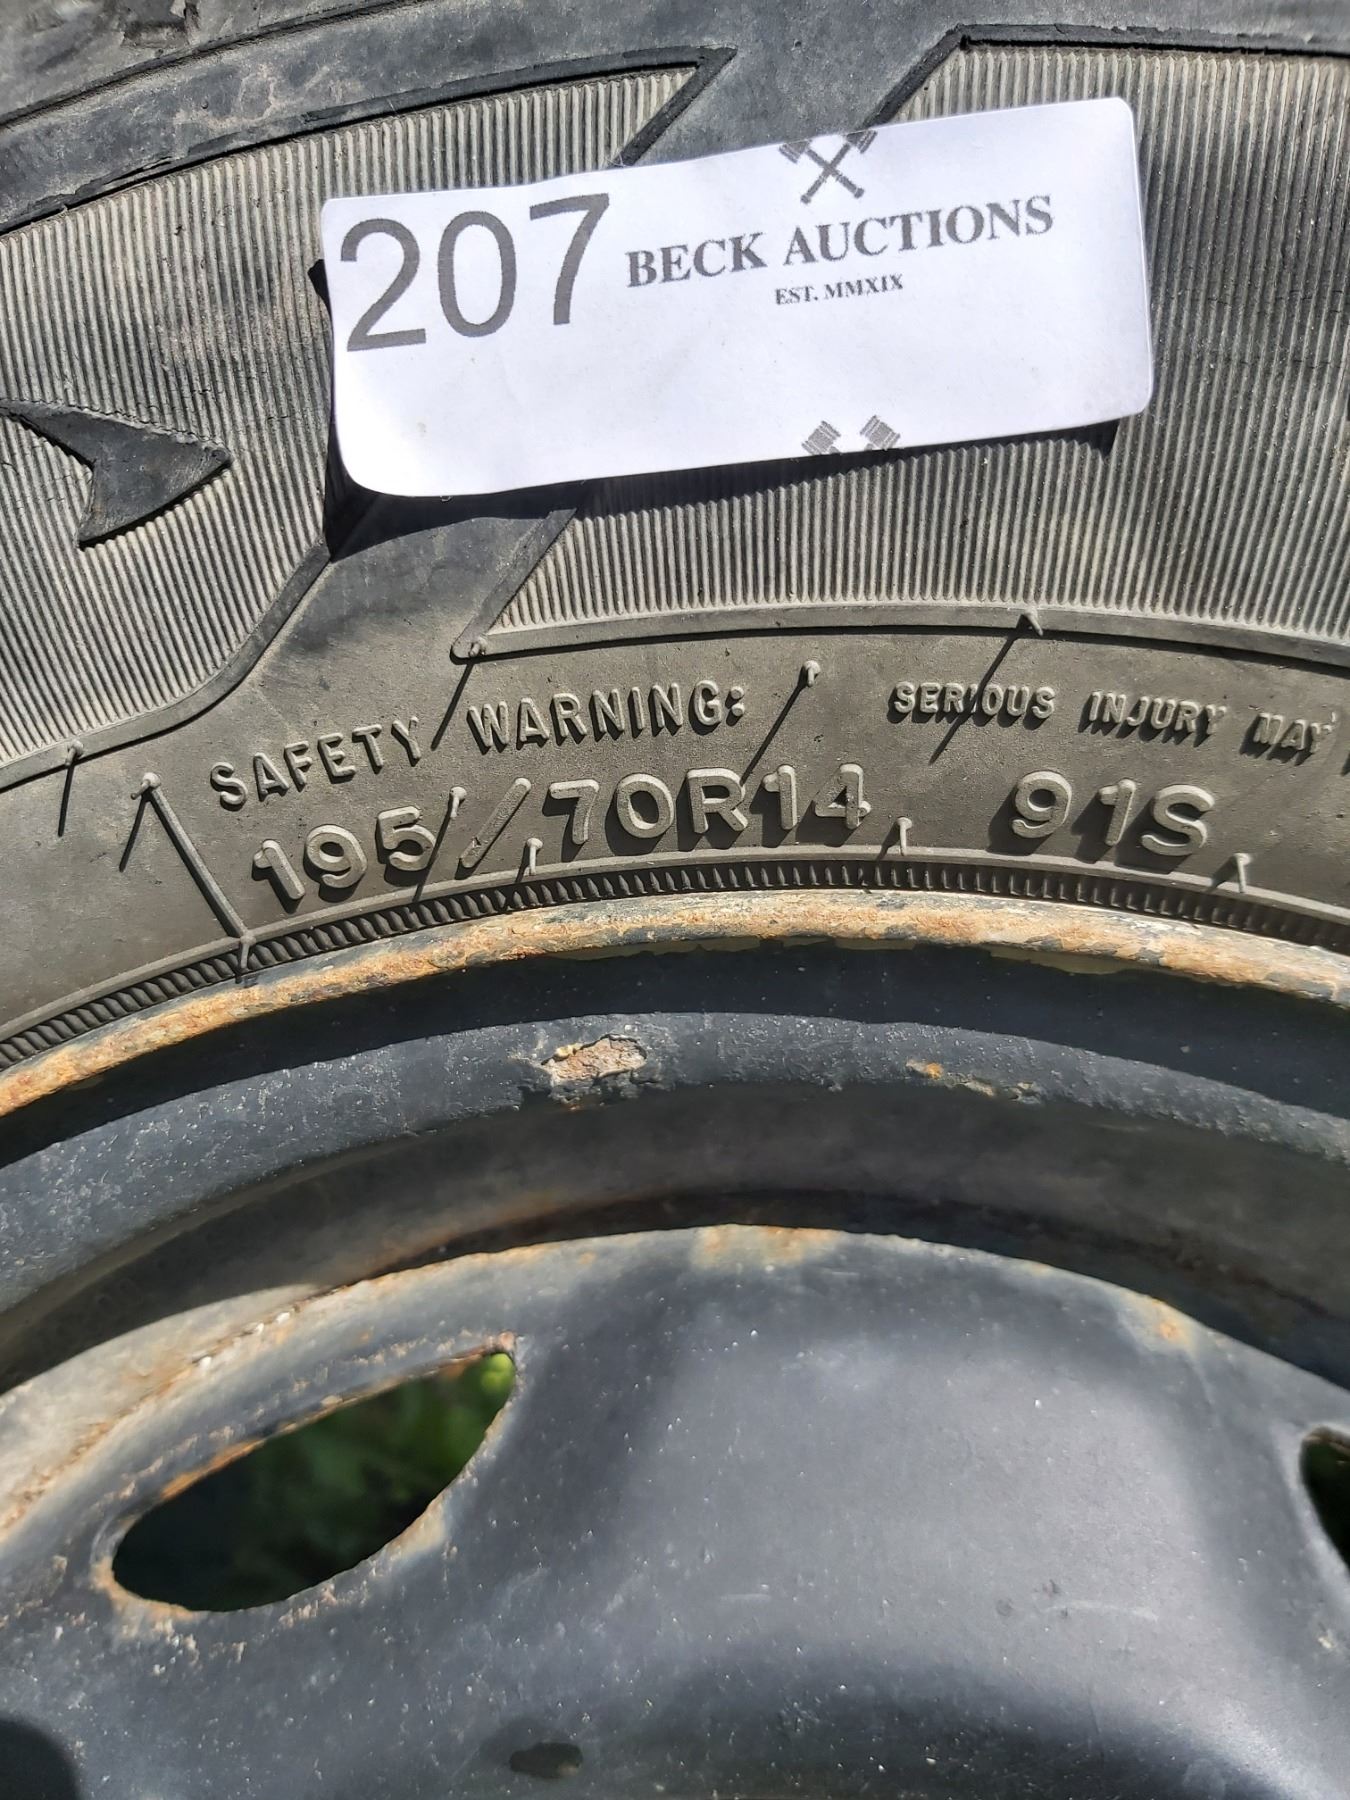 207
BECK AUCTIONS
EST. MMXIX
SAFETY WARNING: SERIOUS INJURY MAY
195/70R14 91S